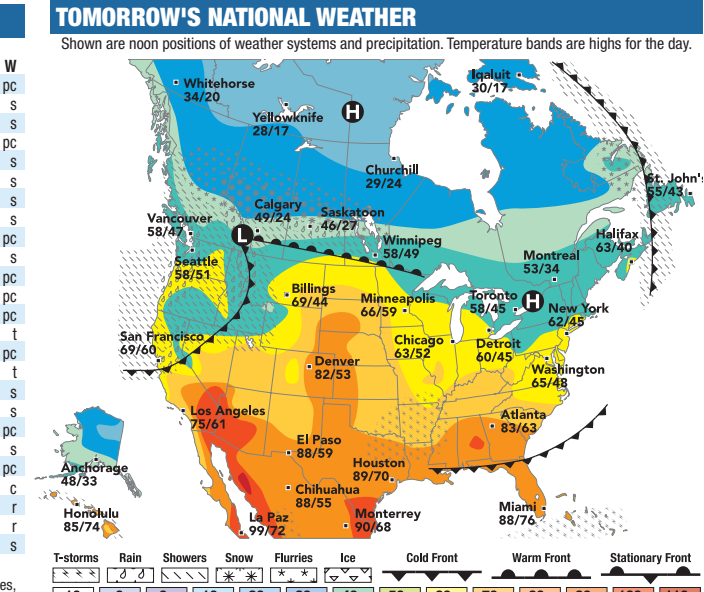 TOMORROW'S NATIONAL WEATHER
Shown are noon positions of weather systems and precipitation. Temperature bands are highs for the day.
W
pc
s
s
pc
s
s
s
s
pc
s
pc
pc
pc
t
pc
t
s
s
pc
s
pc
c
r
r
s
es,
Whitehorse
34/20
Yellowknife
28/17
H
Iqaluit
30/17
Churchill
29/24
St. John's
55/43
Calgary
49/24
Saskatoon
46/27
Vancouver
58/47
L
Winnipeg
58/49
Halifax
63/40
Seattle
58/51
Montreal
53/34
Billings
69/44
Minneapolis
66/59
Toronto
58/45
H
New York
62/45
San Francisco
69/60
Chicago
63/52
Detroit
60/45
Denver
82/53
Washington
65/48
Los Angeles
75/61
Atlanta
83/63
El Paso
88/59
Houston
89/70
Anchorage
48/33
Chihuahua
88/55
Honolulu
85/74
La Paz
99/72
Monterrey
90/68
Miami
88/76
T-storms Rain Showers Snow Flurries Ice Cold Front Warm Front Stationary Front